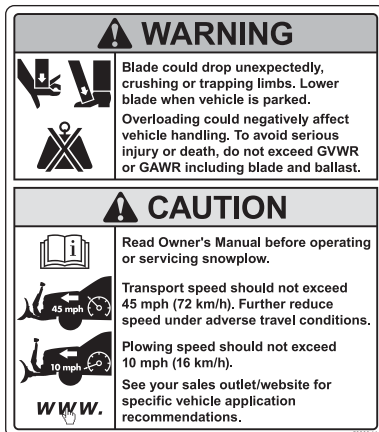 WARNING
Blade could drop unexpectedly,
crushing or trapping limbs. Lower
blade when vehicle is parked.
Overloading could negatively affect
vehicle handling. To avoid serious
injury or death, do not exceed GVWR
or GAWR including blade and ballast.
CAUTION
Read Owner's Manual before operating
or servicing snowplow.
Transport speed should not exceed
45 mph (72 km/h). Further reduce
speed under adverse travel conditions.
45 mph
Plowing speed should not exceed
10 mph (16 km/h).
10 mph
See your sales outlet/website for
specific vehicle application
recommendations.
www.